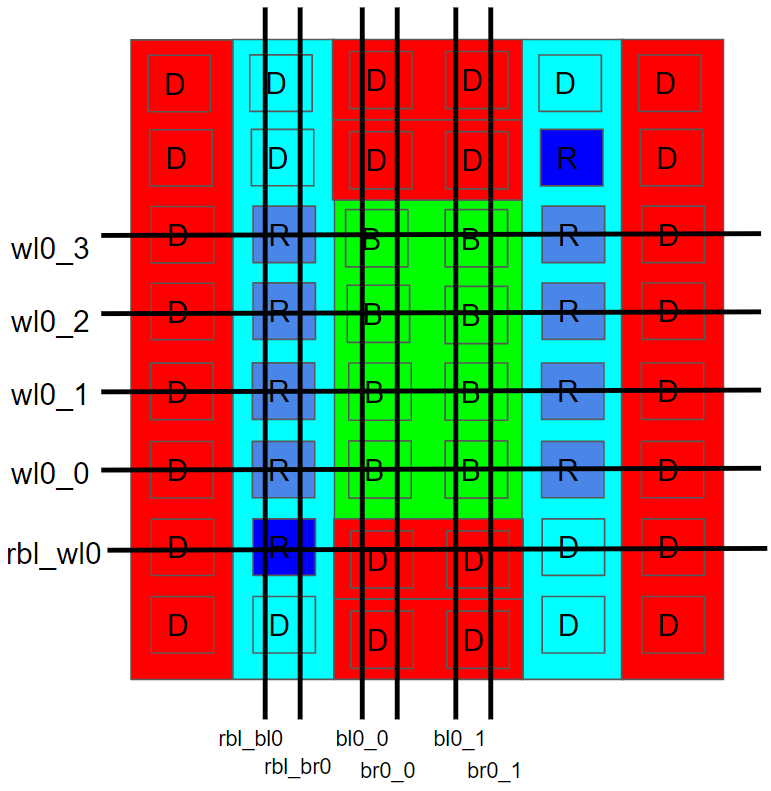 D D D D D D
D D D D R D
wl0_3 D R B B R D
wl0_2 D R B B R D
wl0_1 D R B B R D
wl0_0 D R B B R D
rbl_wl0 D R D D D D
D D D D D D
rbl_bl0 bl0_0 bl0_1
rbl_br0 br0_0 br0_1